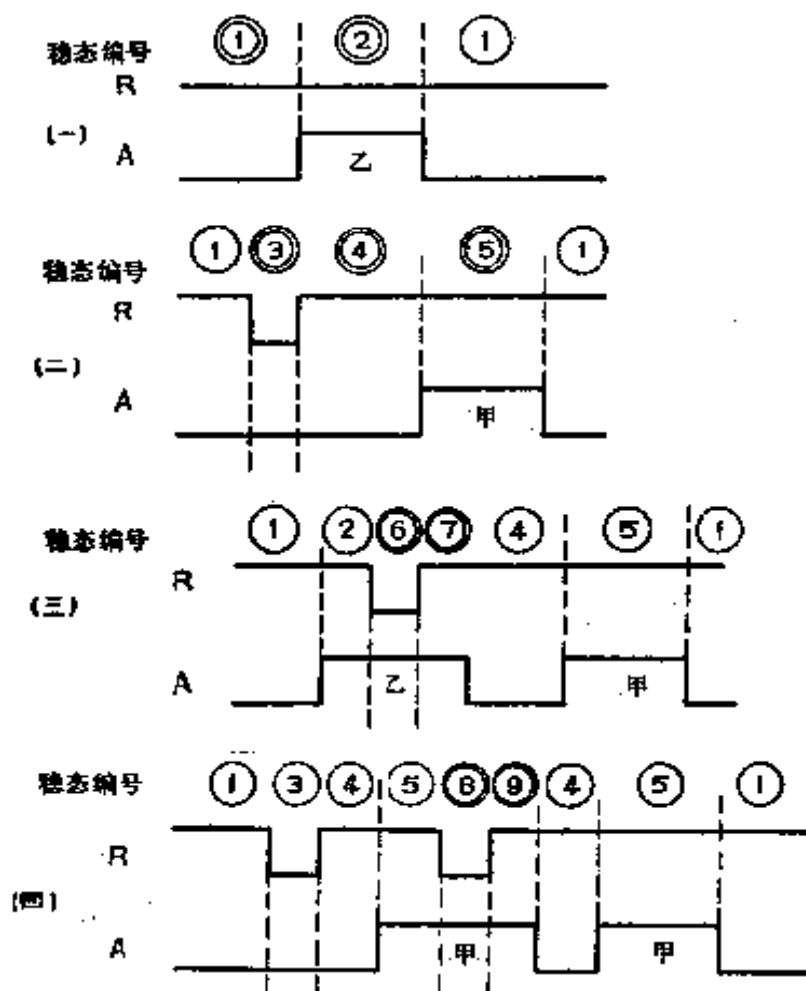 ① ② ①
稳态编号
R
(一)
A
乙
① ③ ④ ⑤ ①
稳态编号
R
(二)
A
甲
① ② ⑥ ⑦ ④ ⑤ ①
稳态编号
R
(三)
A
乙 甲
稳态编号 ① ③ ④ ⑤ ⑧ ⑨ ④ ⑤ ①
R
(四)
A
甲 甲